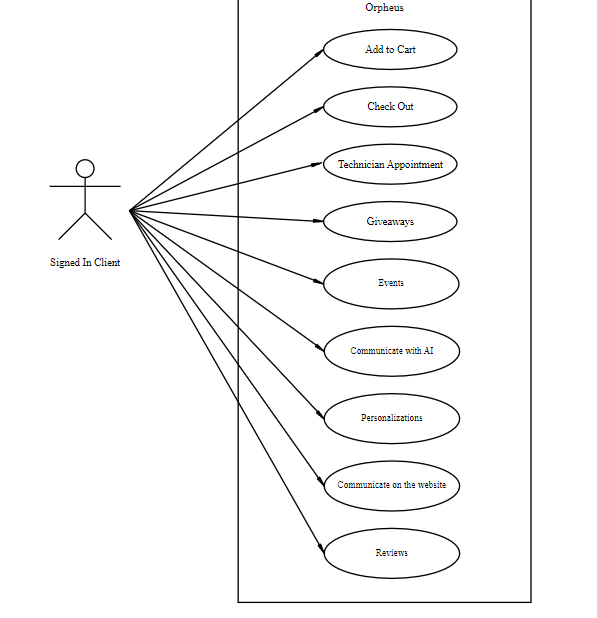 Orpheus
Add to Cart
Check Out
Technician Appointment
Giveaways
Events
Communicate with AI
Personalizations
Communicate on the website
Reviews
Signed In Client